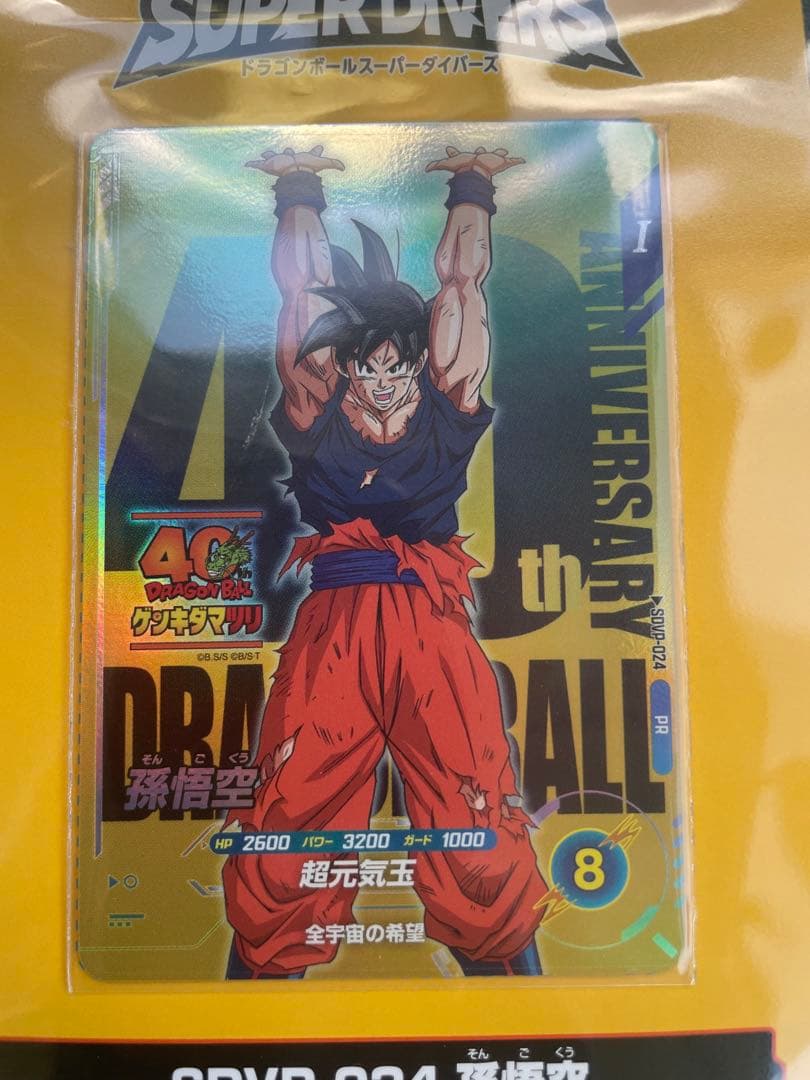 SUPER DIVERS
ドラゴンボールスーパーダイバーズ
I
40th
ANNIVERSARY
DRAGON BALL
40th
DRAGON BALL
ゲンキダマツリ
©B.S/S ©B/S・T
▶SDVP-024
PR
そん ご くう
孫悟空
HP 2600 パワー 3200 ガード 1000
超元気玉
8
全宇宙の希望
そん ご くう
SDVP-024 孫悟空